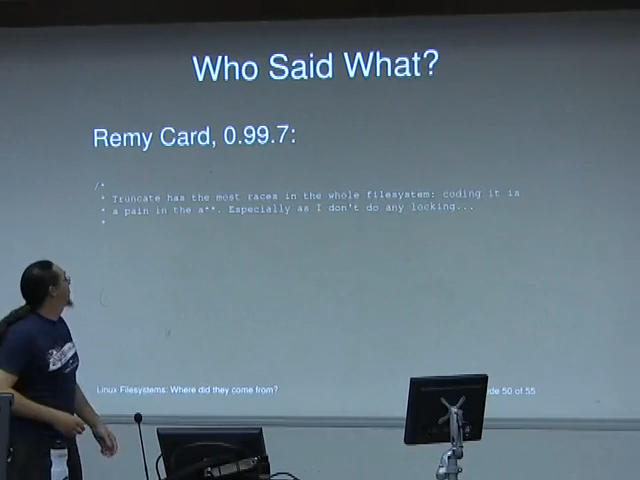 Who Said What?
Remy Card, 0.99.7:
/*
* Truncate has the most races in the whole filesystem: coding it is
* a pain in the a**. Especially as I don't do any locking...
*
Linux Filesystems: Where did they come from?
de 50 of 55